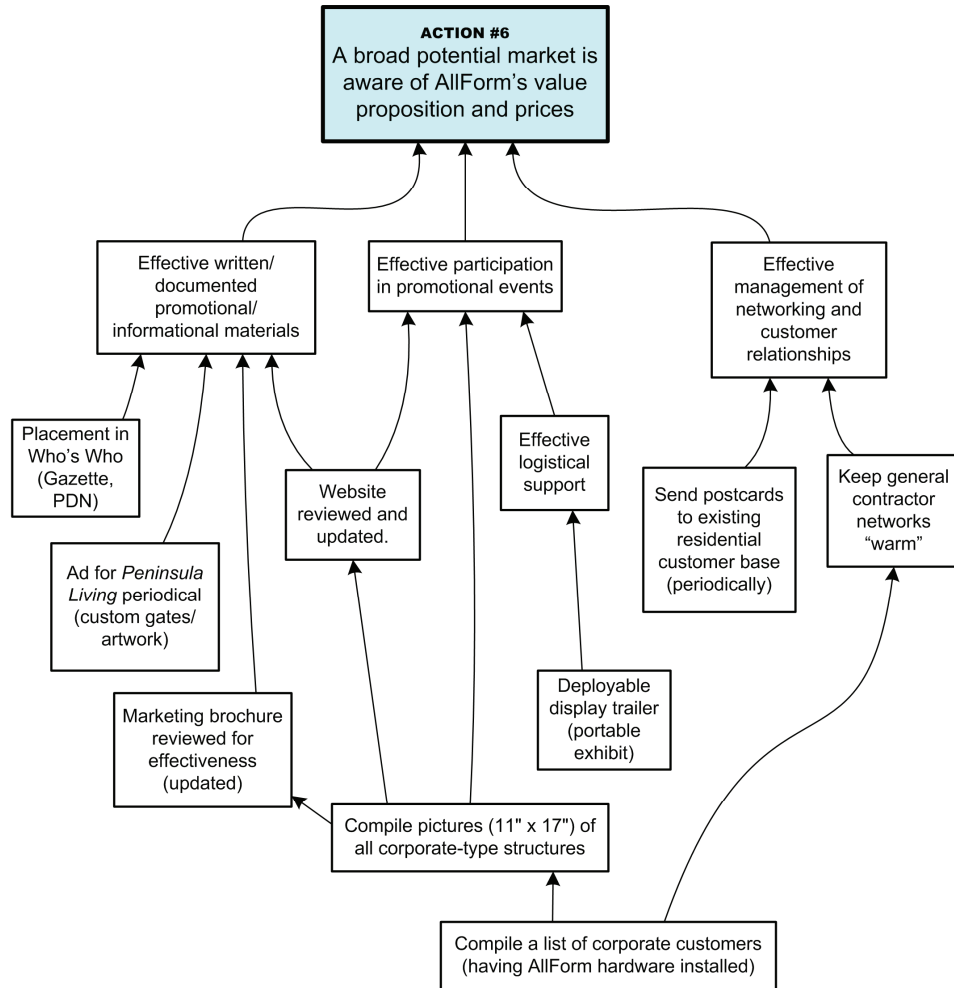 ACTION #6
A broad potential market is
aware of AllForm’s value
proposition and prices
Effective written/
documented
promotional/
informational materials
Effective participation
in promotional events
Effective
management of
networking and
customer
relationships
Placement in
Who’s Who
(Gazette,
PDN)
Website
reviewed and
updated.
Effective
logistical
support
Send postcards
to existing
residential
customer base
(periodically)
Keep general
contractor
networks
“warm”
Ad for Peninsula
Living periodical
(custom gates/
artwork)
Marketing brochure
reviewed for
effectiveness
(updated)
Deployable
display trailer
(portable
exhibit)
Compile pictures (11" x 17") of
all corporate-type structures
Compile a list of corporate customers
(having AllForm hardware installed)